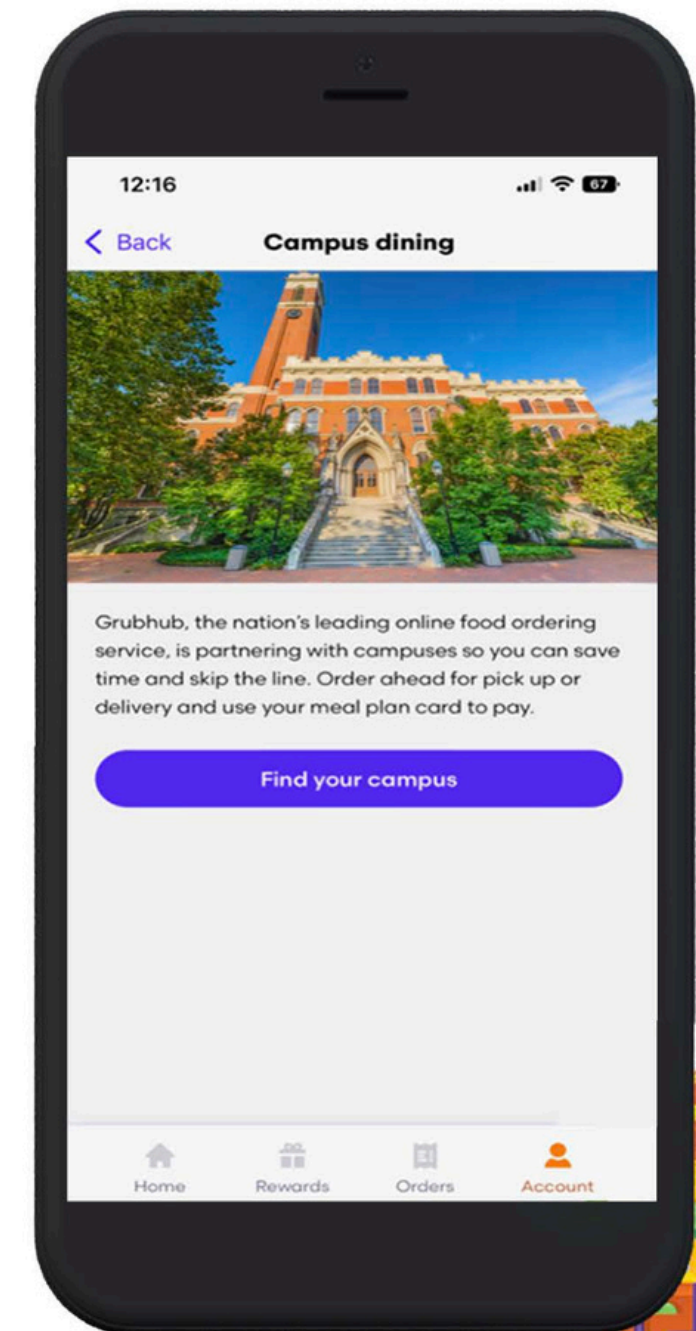 12:16
67
Back
Campus dining
Grubhub, the nation's leading online food ordering
service, is partnering with campuses so you can save
time and skip the line. Order ahead for pick up or
delivery and use your meal plan card to pay.
Find your campus
Home Rewards Orders Account